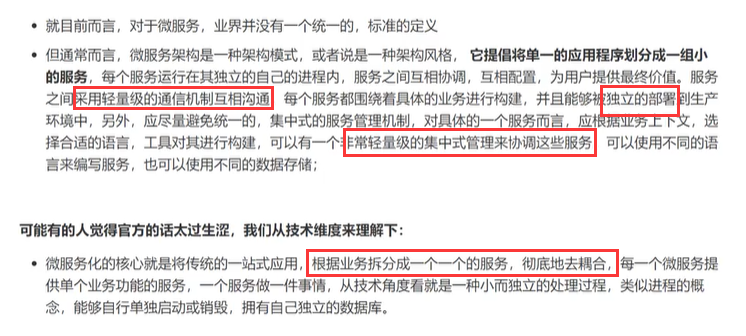 • 就目前而言，对于微服务，业界并没有一个统一的，标准的定义
• 但通常而言，微服务架构是一种架构模式，或者说是一种架构风格，它提倡将单一的应用程序划分成一组小
的服务，每个服务运行在其独立的自己的进程内，服务之间互相协调，互相配置，为用户提供最终价值。服务
之间采用轻量级的通信机制互相沟通 每个服务都围绕着具体的业务进行构建，并且能够被独立的部署到生产
环境中，另外，应尽量避免统一的，集中式的服务管理机制，对具体的一个服务而言，应根据业务上下文，选
择合适的语言，工具对其进行构建，可以有一个非常轻量级的集中式管理来协调这些服务 可以使用不同的语
言来编写服务，也可以使用不同的数据存储；
可能有的人觉得官方的话太过生涩，我们从技术维度来理解下：
• 微服务化的核心就是将传统的一站式应用，根据业务拆分成一个一个的服务，彻底地去耦合，每一个微服务提
供单个业务功能的服务，一个服务做一件事情，从技术角度看就是一种小而独立的处理过程，类似进程的概
念，能够自行单独启动或销毁，拥有自己独立的数据库。